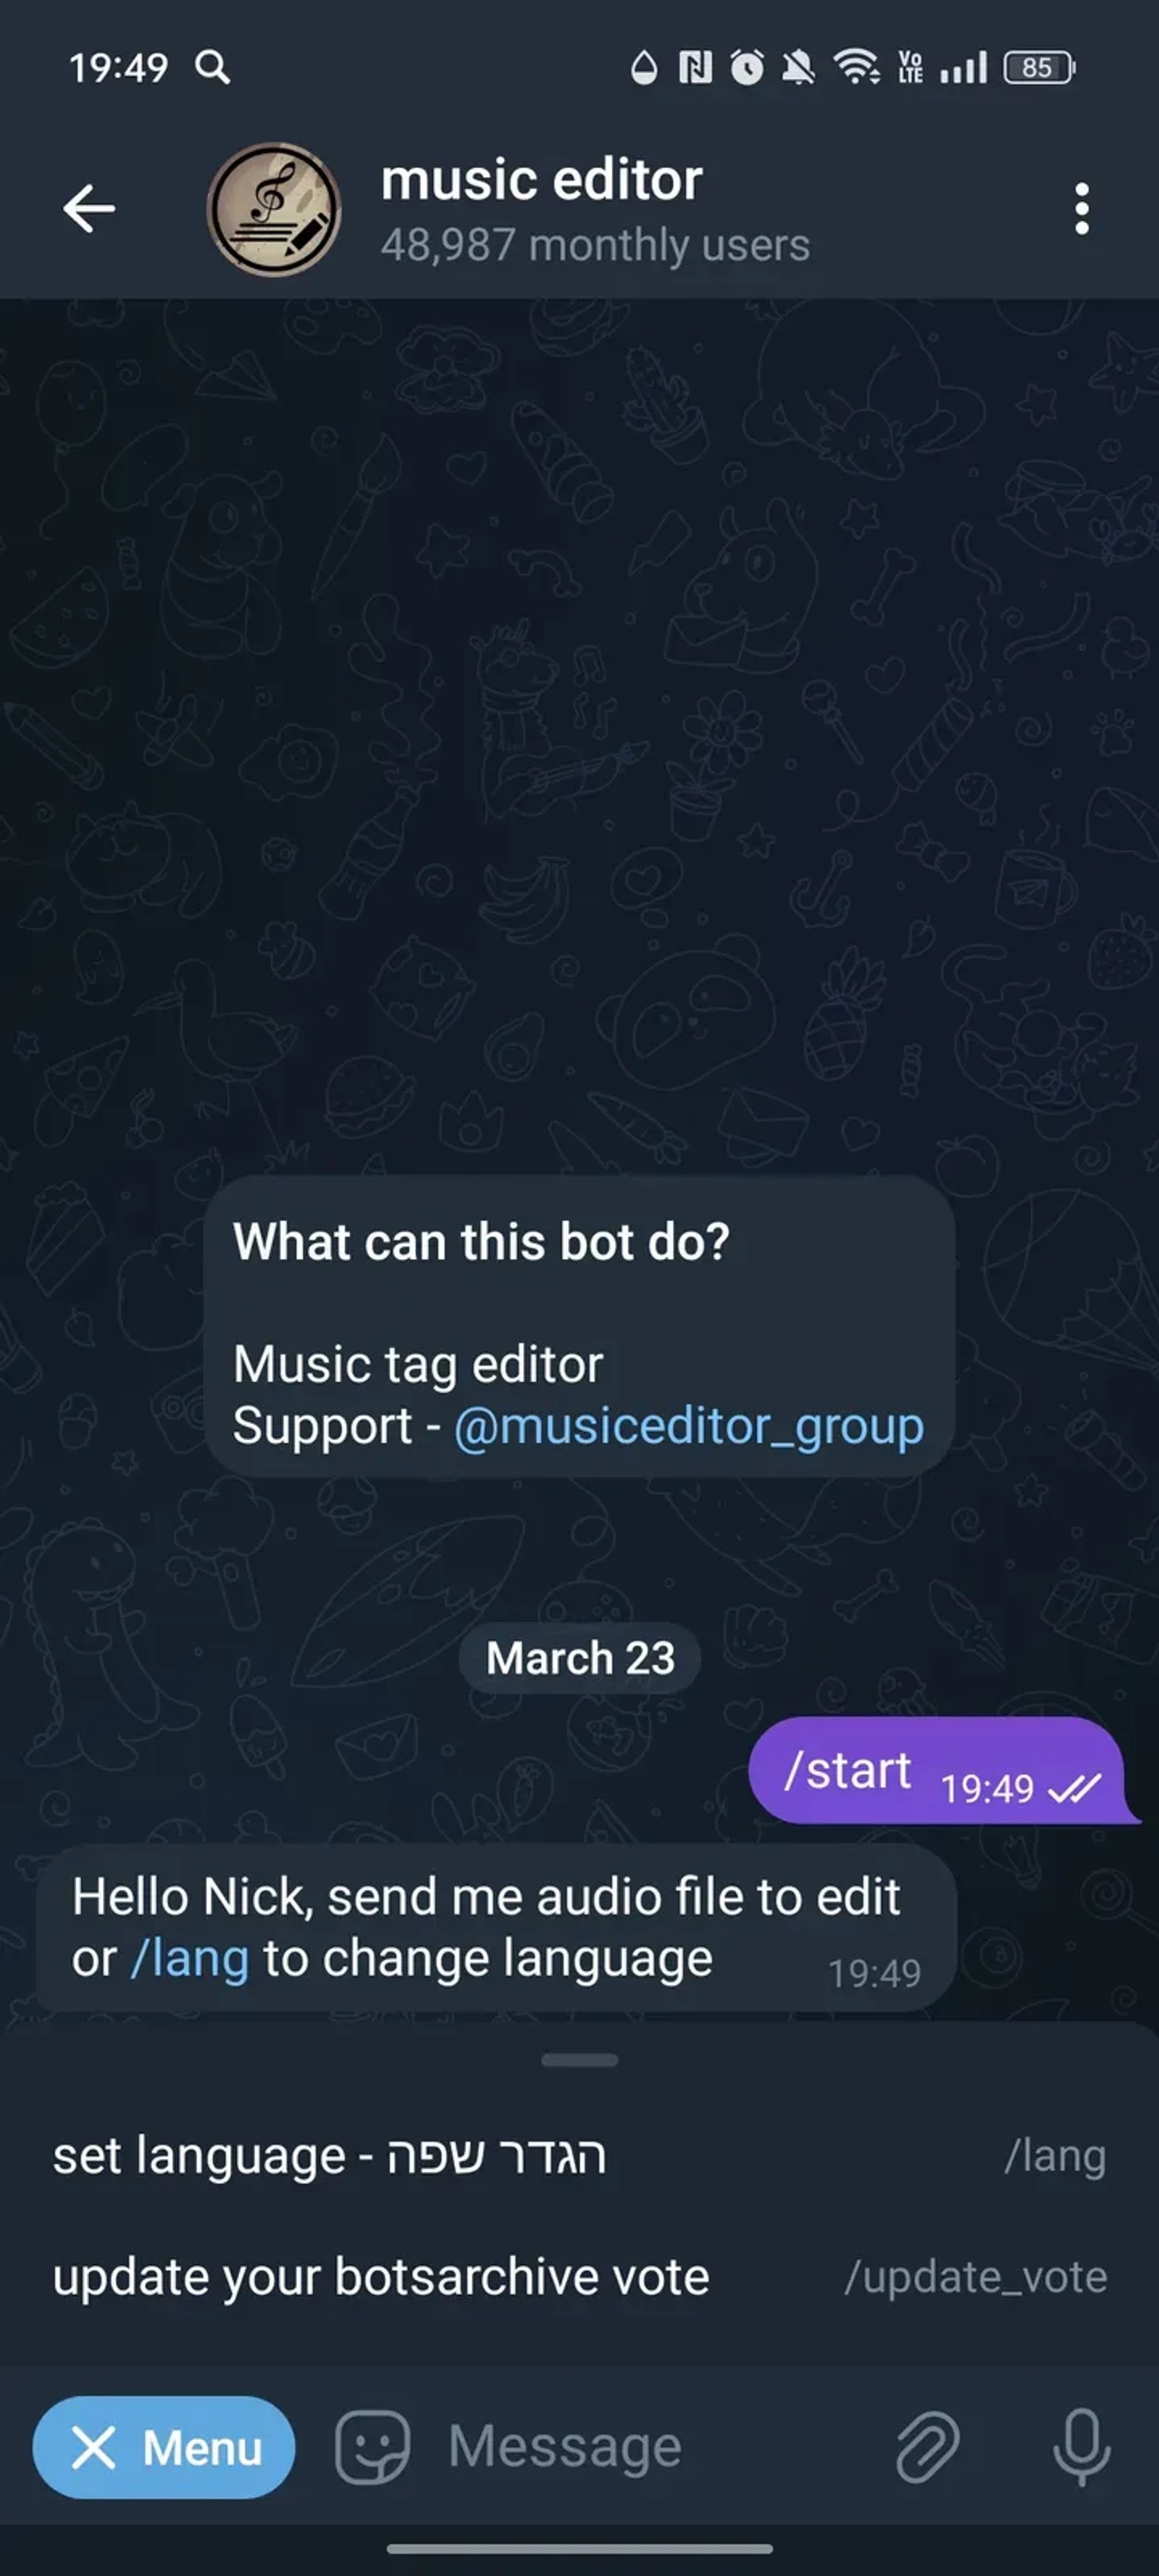 19:49
Vo
LTE
85
music editor
48,987 monthly users
What can this bot do?
Music tag editor
Support - @musiceditor_group
March 23
/start 19:49
Hello Nick, send me audio file to edit
or /lang to change language 19:49
set language - הגדר שפה /lang
update your botsarchive vote /update_vote
Menu Message